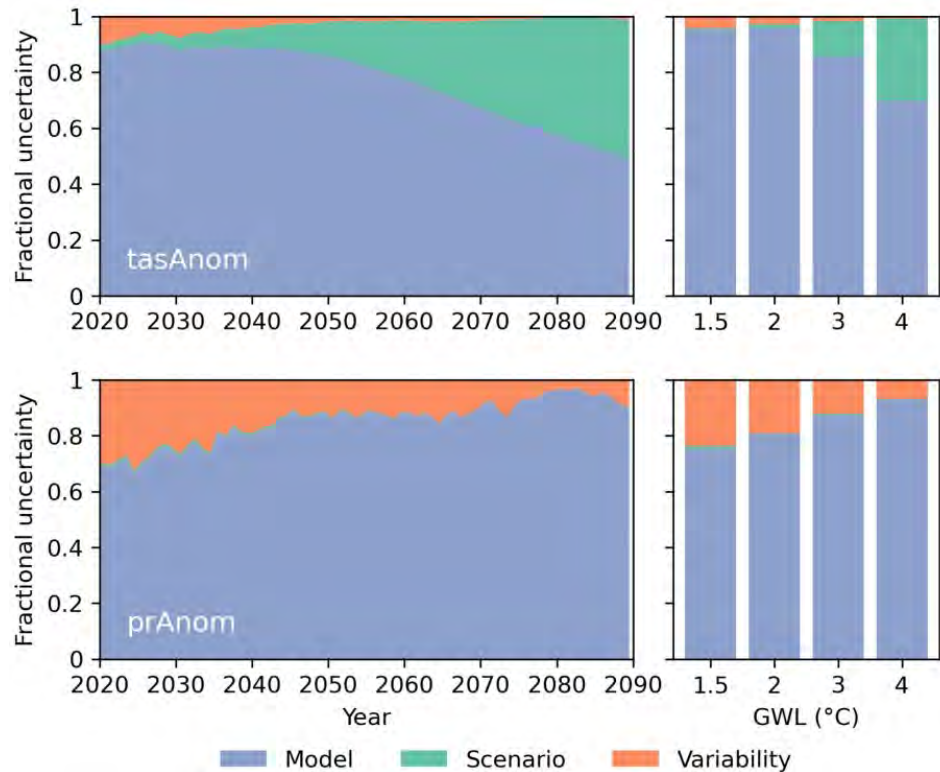 Fractional uncertainty
1
0.8
0.6
0.4
0.2
0
tasAnom
2020 2030 2040 2050 2060 2070 2080 2090
1.5 2 3 4
Fractional uncertainty
1
0.8
0.6
0.4
0.2
0
prAnom
2020 2030 2040 2050 2060 2070 2080 2090
Year
1.5 2 3 4
GWL (°C)
Model Scenario Variability